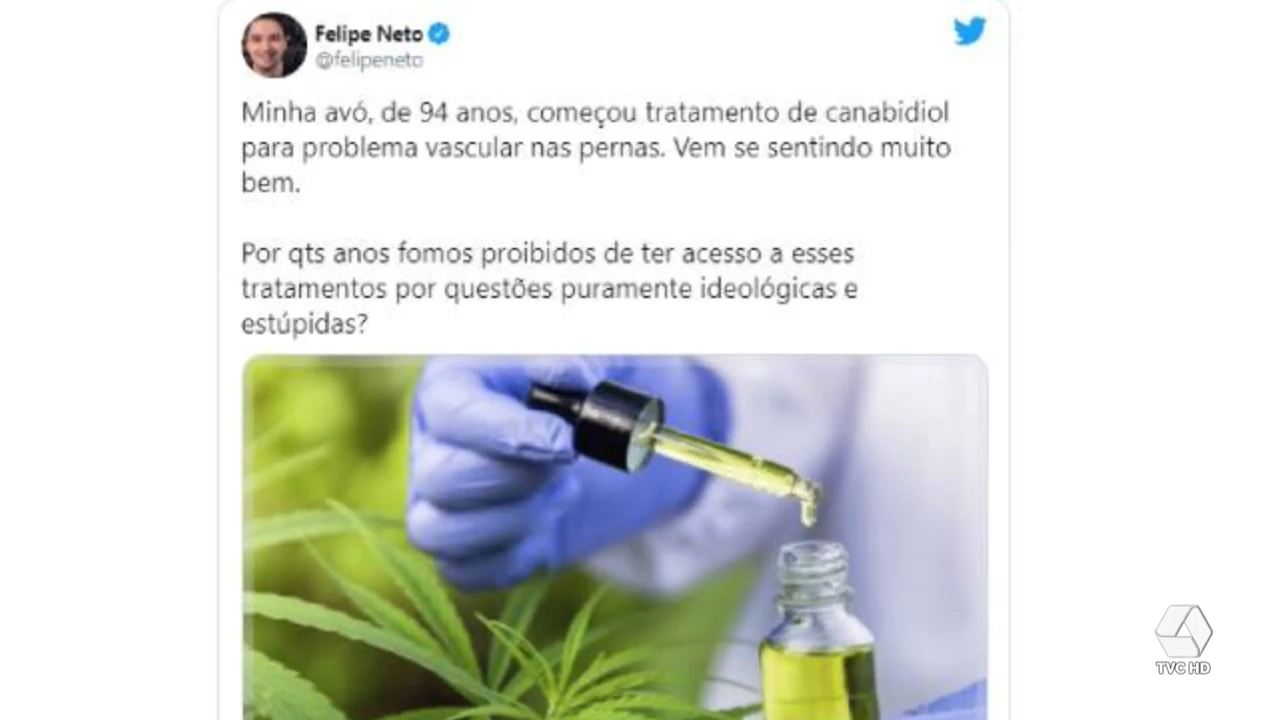 Felipe Neto
@felipeneto
Minha avó, de 94 anos, começou tratamento de canabidiol
para problema vascular nas pernas. Vem se sentindo muito
bem.
Por qts anos fomos proibidos de ter acesso a esses
tratamentos por questões puramente ideológicas e
estúpidas?
TVC HD